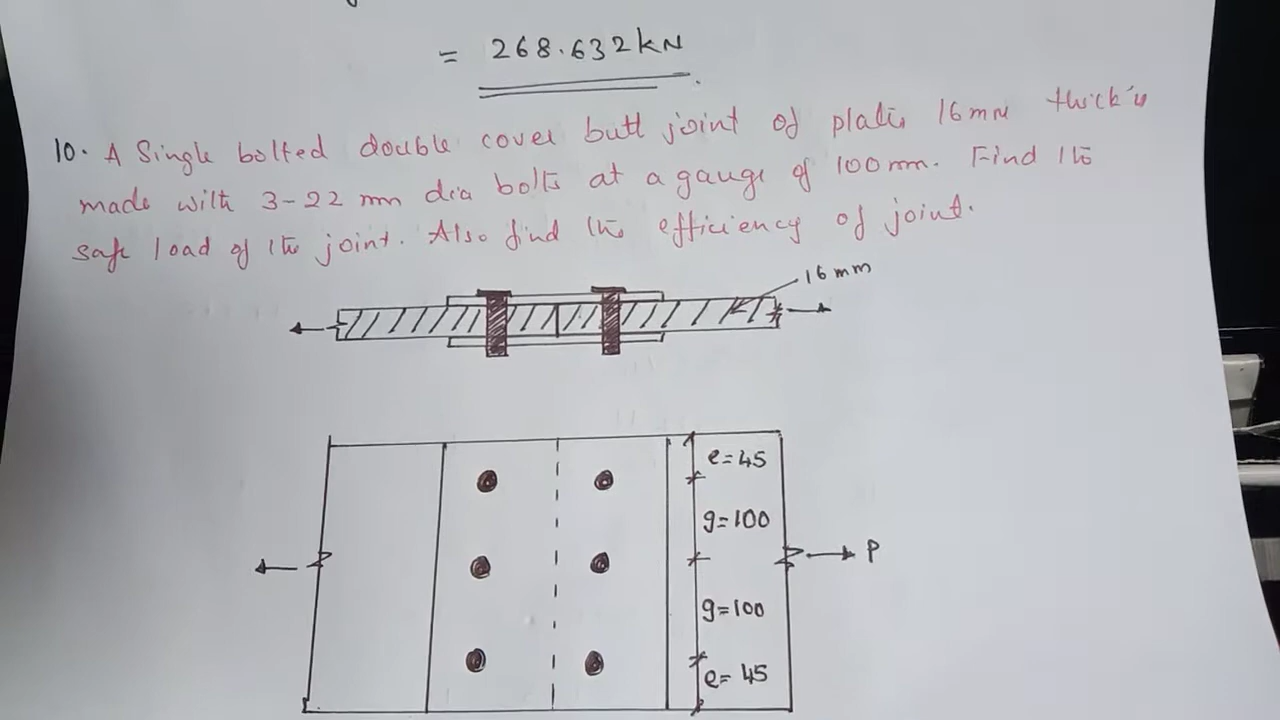 = 268.632kN
10. A Single bolted double cover butt joint of plates 16mm thick is
made with 3-22 mm dia bolts at a gauge of 100 mm. Find the
safe load of the joint. Also find the efficiency of joint.
16 mm
e=45
g=100
P
g=100
e=45